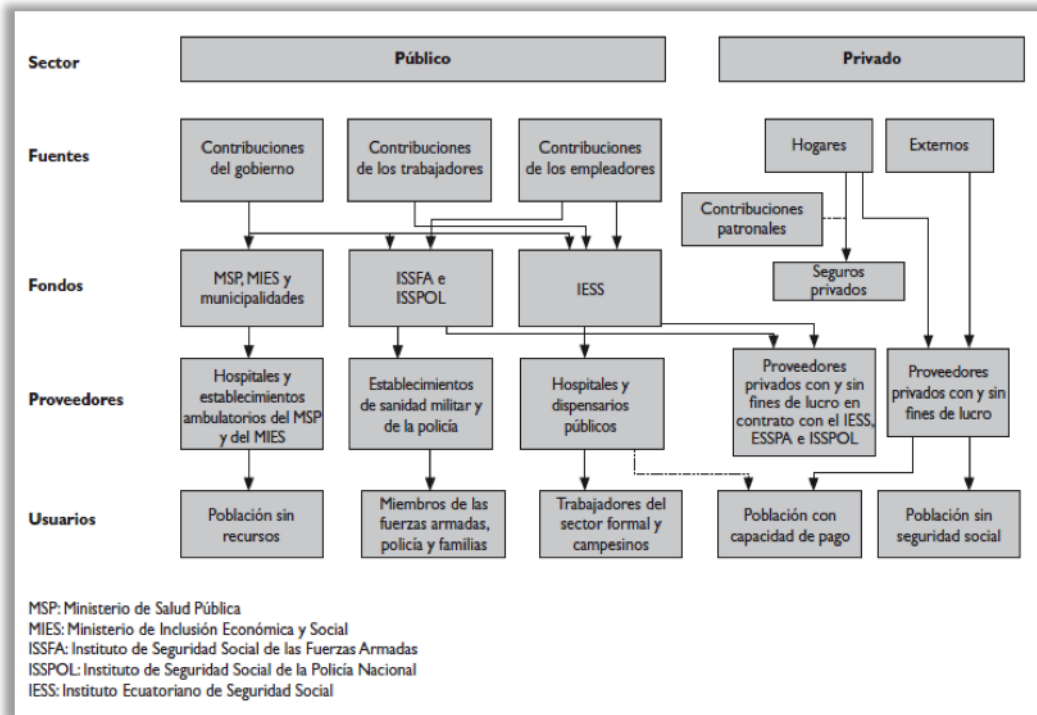 Sector
Público
Privado
Fuentes
Contribuciones
del gobierno
Contribuciones
de los trabajadores
Contribuciones
de los empleadores
Hogares
Externos
Contribuciones
patronales
Fondos
MSP, MIES y
municipalidades
ISSFA e
ISSPOL
IESS
Seguros
privados
Proveedores
Hospitales y
establecimientos
ambulatorios del MSP
y del MIES
Establecimientos
de sanidad militar y
de la policía
Hospitales y
dispensarios
públicos
Proveedores
privados con y sin
fines de lucro en
contrato con el IESS,
ESSPA e ISSPOL
Proveedores
privados con y sin
fines de lucro
Usuarios
Población sin
recursos
Miembros de las
fuerzas armadas,
policía y familias
Trabajadores del
sector formal y
campesinos
Población con
capacidad de pago
Población sin
seguridad social
MSP: Ministerio de Salud Pública
MIES: Ministerio de Inclusión Económica y Social
ISSFA: Instituto de Seguridad Social de las Fuerzas Armadas
ISSPOL: Instituto de Seguridad Social de la Policía Nacional
IESS: Instituto Ecuatoriano de Seguridad Social